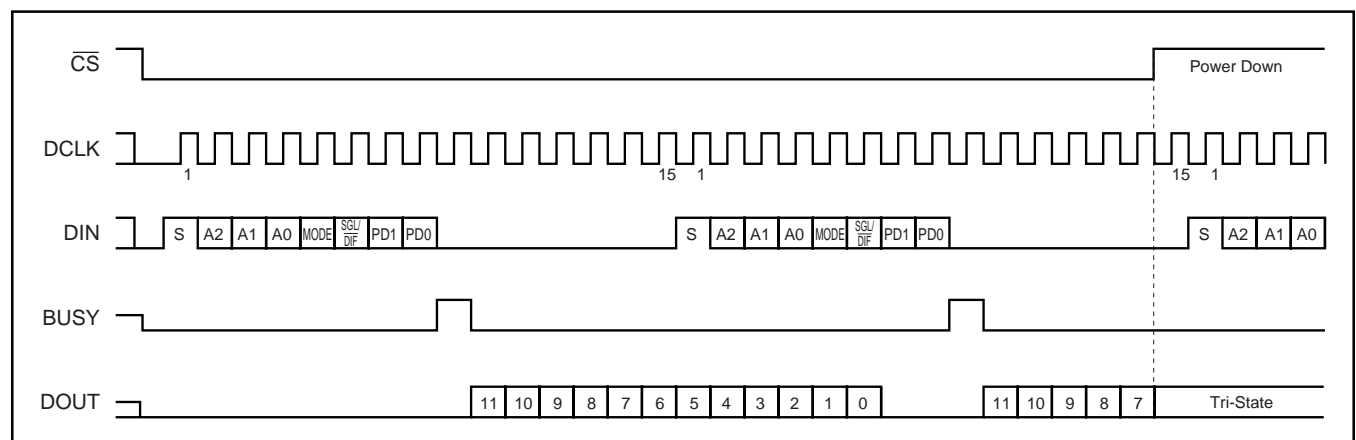 CS Power Down
DCLK
1 15 1 15 1
DIN S A2 A1 A0 MODE SGL/DIF PD1 PD0 S A2 A1 A0 MODE SGL/DIF PD1 PD0 S A2 A1 A0
BUSY
DOUT 11 10 9 8 7 6 5 4 3 2 1 0 11 10 9 8 7 Tri-State